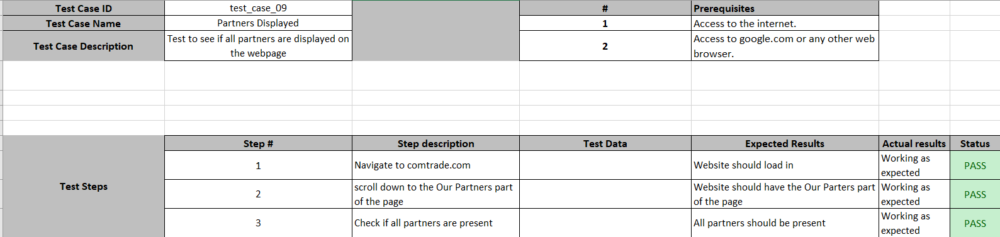 Test Case ID test_case_09 # Prerequisites
Test Case Name Partners Displayed 1 Access to the internet.
Test Case Description Test to see if all partners are displayed on
the webpage 2 Access to google.com or any other web
browser.
Step # Step description Test Data Expected Results Actual results Status
Test Steps
1 Navigate to comtrade.com Website should load in Working as
expected PASS
2 scroll down to the Our Partners part
of the page Website should have the Our Parters part
of the page Working as
expected PASS
3 Check if all partners are present All partners should be present Working as
expected PASS